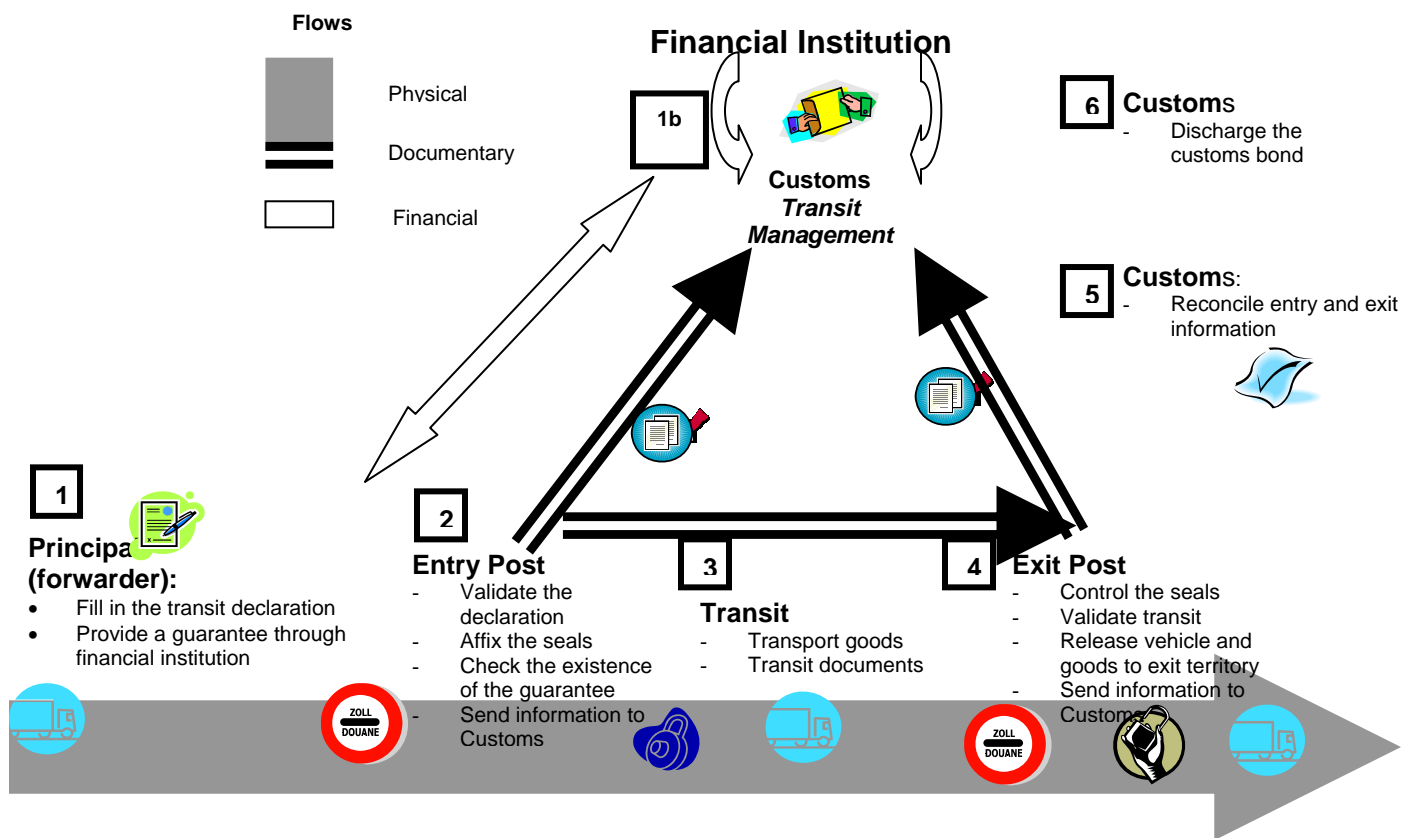 Flows
Physical
Documentary
Financial
Financial Institution
1b
Customs
Transit
Management
6
Customs
- Discharge the
customs bond
5
Customs:
- Reconcile entry and exit
information
1
Principa
(forwarder):
• Fill in the transit declaration
• Provide a guarantee through
financial institution
2
Entry Post
- Validate the
declaration
- Affix the seals
- Check the existence
of the guarantee
- Send information to
Customs
3
Transit
- Transport goods
- Transit documents
4
Exit Post
- Control the seals
- Validate transit
- Release vehicle and
goods to exit territory
- Send information to
Customs
ZOLL
DOUANE
ZOLL
DOUANE